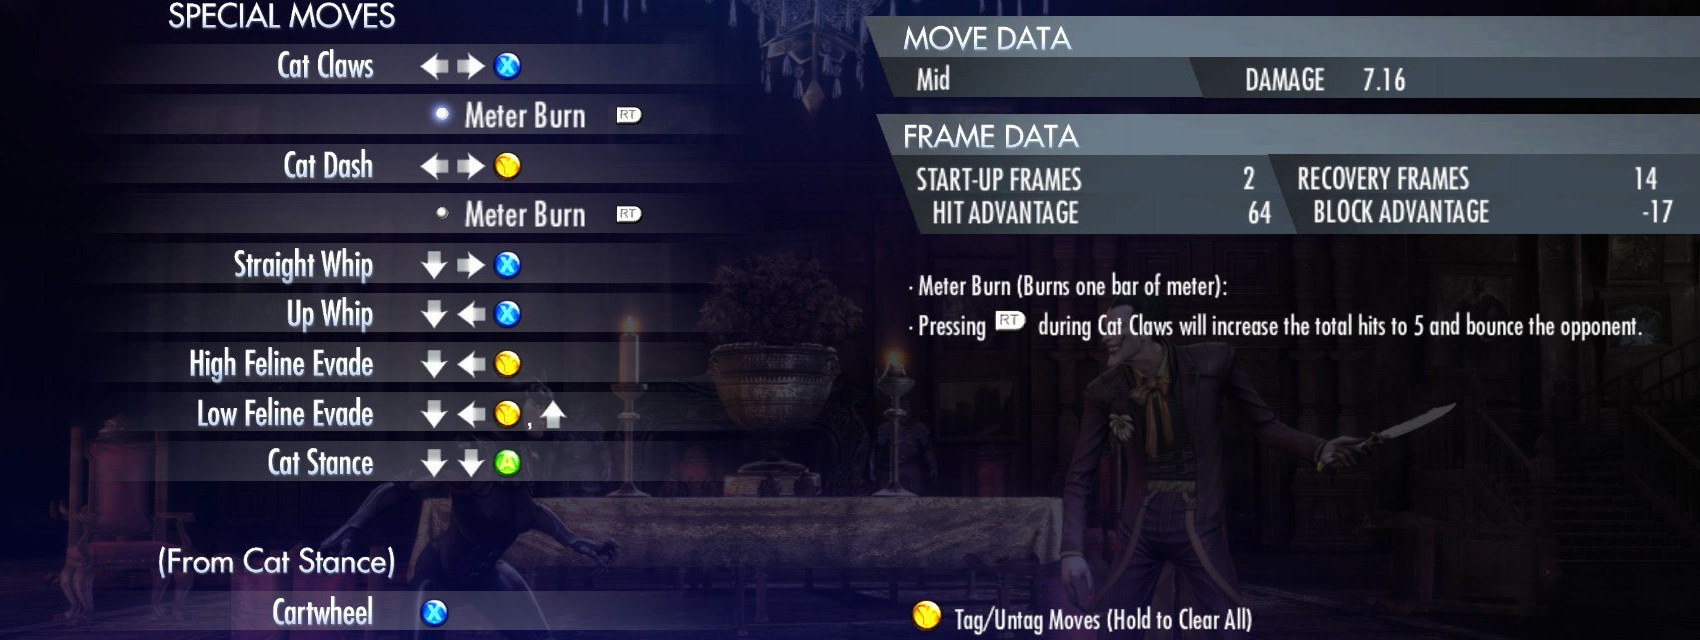 SPECIAL MOVES
Cat Claws X
Meter Burn RT
Cat Dash Y
Meter Burn RT
Straight Whip X
Up Whip X
High Feline Evade Y
Low Feline Evade Y ,
Cat Stance A
(From Cat Stance)
Cartwheel X
MOVE DATA
Mid DAMAGE 7.16
FRAME DATA
START-UP FRAMES 2 RECOVERY FRAMES 14
HIT ADVANTAGE 64 BLOCK ADVANTAGE -17
· Meter Burn (Burns one bar of meter):
· Pressing RT during Cat Claws will increase the total hits to 5 and bounce the opponent.
Y Tag/Untag Moves (Hold to Clear All)